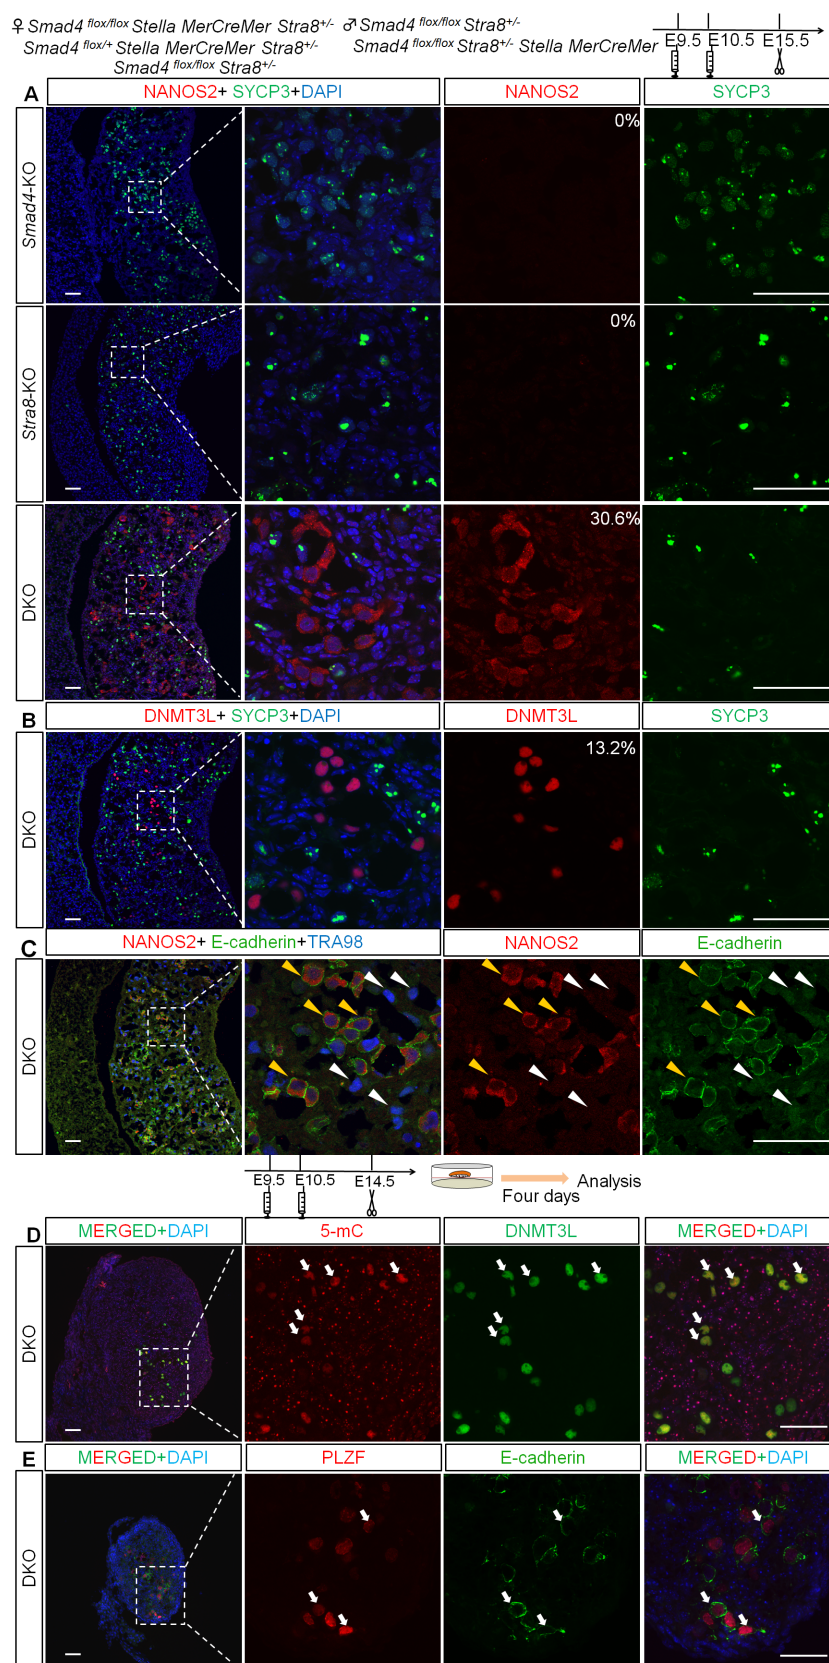 ♀ Smad4 flox/flox Stella MerCreMer Stra8+/- ♂ Smad4 flox/flox Stra8+/-
Smad4 flox/+ Stella MerCreMer Stra8+/- Smad4 flox/flox Stra8+/- Stella MerCreMer
Smad4 flox/flox Stra8+/-
E9.5 E10.5 E15.5
A NANOS2+ SYCP3+DAPI NANOS2 SYCP3
Smad4-KO
0%
Stra8-KO
0%
DKO
30.6%
B DNMT3L+ SYCP3+DAPI DNMT3L SYCP3
DKO
13.2%
C NANOS2+ E-cadherin+TRA98 NANOS2 E-cadherin
DKO
E9.5 E10.5 E14.5
Four days
Analysis
D MERGED+DAPI 5-mC DNMT3L MERGED+DAPI
DKO
E MERGED+DAPI PLZF E-cadherin MERGED+DAPI
DKO